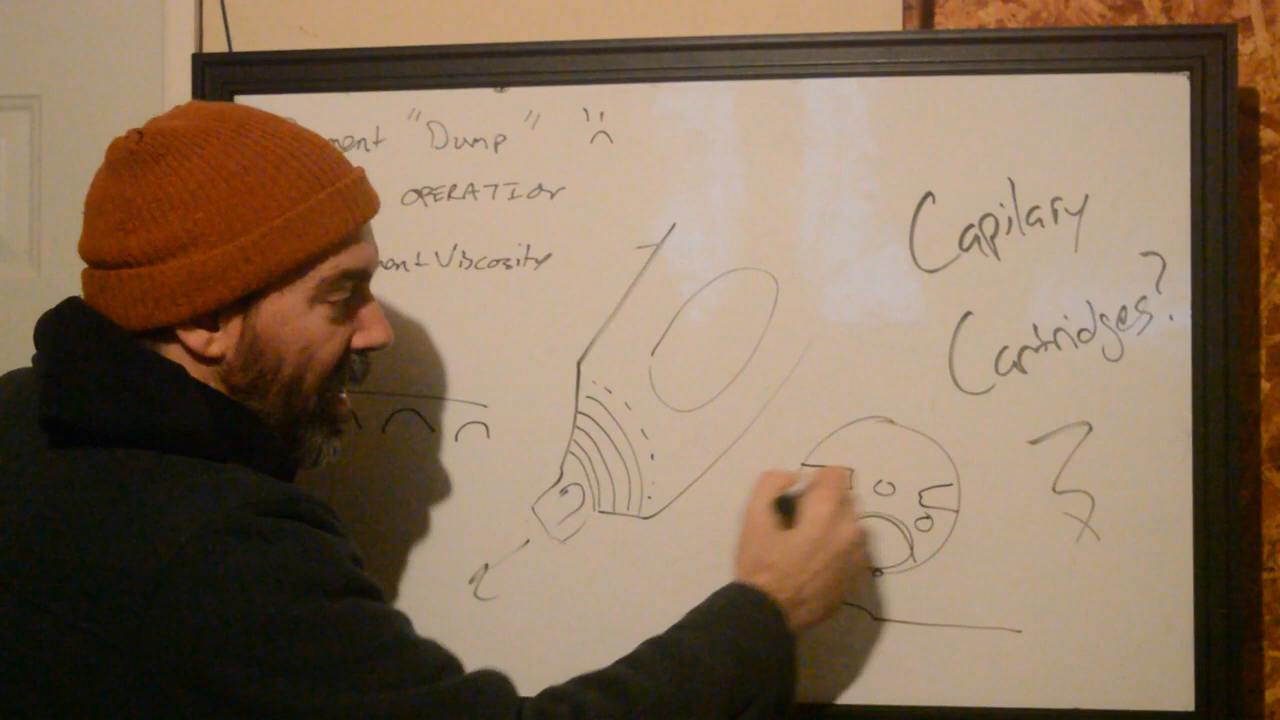 "Dump" :(
OPERATION
Viscosity
Capilary
Cartridges?